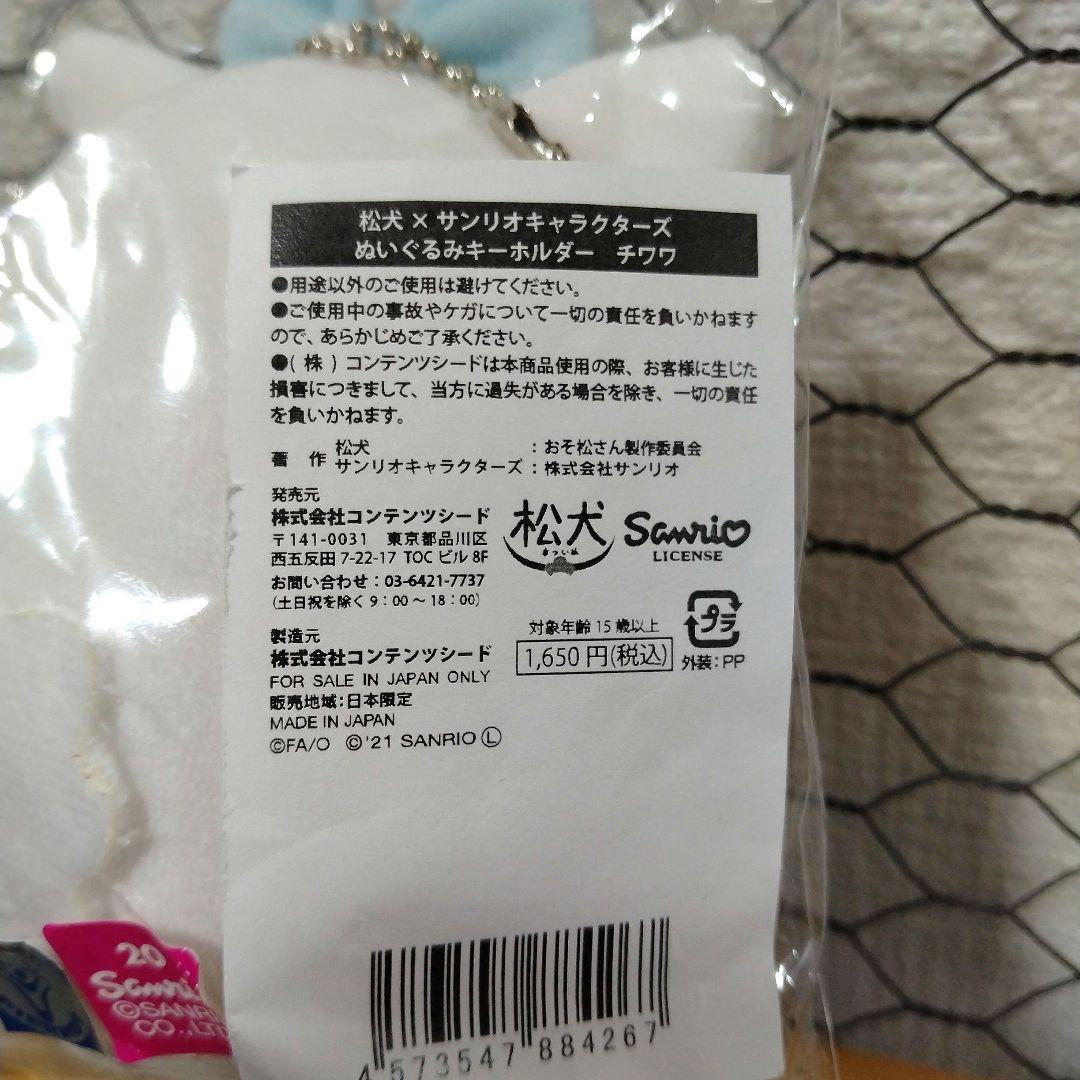 松犬 × サンリオキャラクターズ
ぬいぐるみキーホルダー チワワ
●用途以外のご使用は避けてください。
●ご使用中の事故やケガについて一切の責任を負いかねます
ので、あらかじめご了承ください。
●(株)コンテンツシードは本商品使用の際、お客様に生じた
損害につきまして、当方に過失がある場合を除き、一切の責任
を負いかねます。
著 作 松犬 : おそ松さん製作委員会
サンリオキャラクターズ : 株式会社サンリオ
発売元
株式会社コンテンツシード
〒141-0031 東京都品川区
西五反田 7-22-17 TOC ビル 8F
お問い合わせ : 03-6421-7737
(土日祝を除く 9:00~18:00)
松犬
まついぬ
Sanrio
LICENSE
製造元
株式会社コンテンツシード
FOR SALE IN JAPAN ONLY
販売地域:日本限定
MADE IN JAPAN
©FA/O ©'21 SANRIO Ⓛ
対象年齢 15 歳以上
1,650 円(税込)
プラ
外装:PP
4 573547 884267
20
Sanrio
©SANRI
CO.,LTD